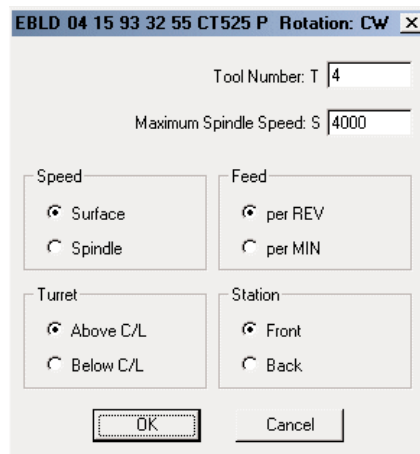 EBLD 04 15 93 32 55 CT525 P Rotation: CW
Tool Number: T 4
Maximum Spindle Speed: S 4000
Speed Feed
Surface per REV
Spindle per MIN
Turret Station
Above C/L Front
Below C/L Back
OK Cancel